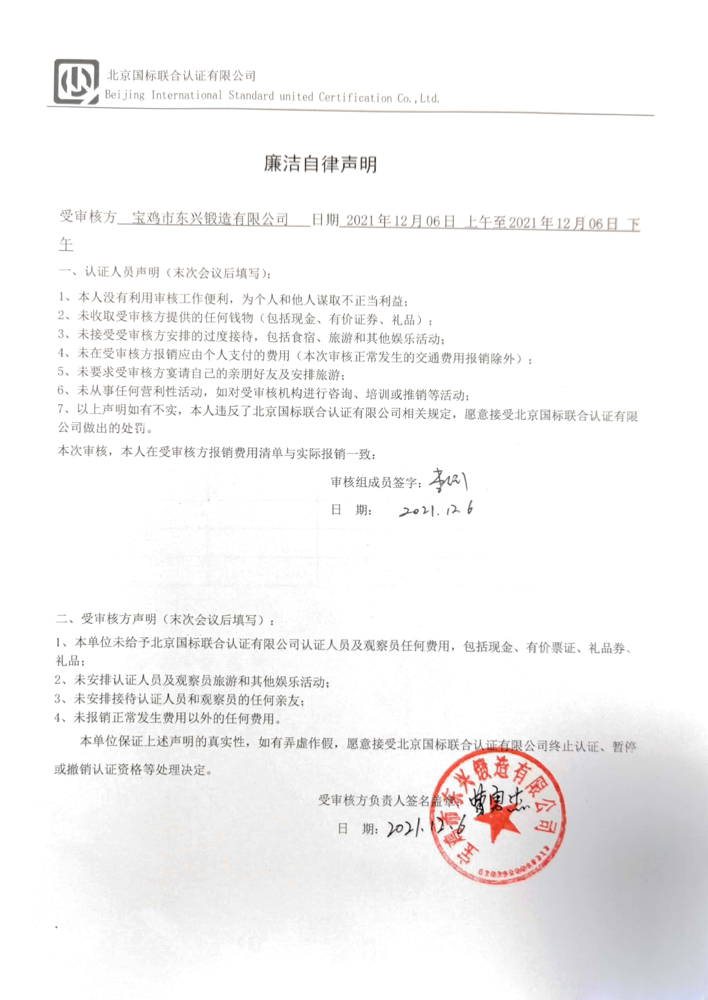 北京国标联合认证有限公司
Beijing International Standard united Certification Co.,Ltd.
廉洁自律声明
受审核方 宝鸡市东兴锻造有限公司 日期 2021年12月06日 上午至2021年12月06日 下
午
一、认证人员声明（末次会议后填写）：
1、本人没有利用审核工作便利，为个人和他人谋取不正当利益；
2、未收取受审核方提供的任何钱物（包括现金、有价证券、礼品）；
3、未接受受审核方安排的过度接待，包括食宿、旅游和其他娱乐活动；
4、未在受审核方报销应由个人支付的费用（本次审核正常发生的交通费用报销除外）；
5、未要求受审核方宴请自己的亲朋好友及安排旅游；
6、未从事任何营利性活动，如对受审核机构进行咨询、培训或推销等活动；
7、以上声明如有不实，本人违反了北京国标联合认证有限公司相关规定，愿意接受北京国标联合认证有限
公司做出的处罚。
本次审核，本人在受审核方报销费用清单与实际报销一致：
审核组成员签字：
日 期： 2021.12.6
二、受审核方声明（末次会议后填写）：
1、本单位未给予北京国标联合认证有限公司认证人员及观察员任何费用，包括现金、有价票证、礼品券、
礼品；
2、未安排认证人员及观察员旅游和其他娱乐活动；
3、未安排接待认证人员和观察员的任何亲友；
4、未报销正常发生费用以外的任何费用。
本单位保证上述声明的真实性，如有弄虚作假，愿意接受北京国标联合认证有限公司终止认证、暂停
或撤销认证资格等处理决定。
受审核方负责人签名盖章：
日 期：2021.12.6
宝鸡市东兴锻造有限公司